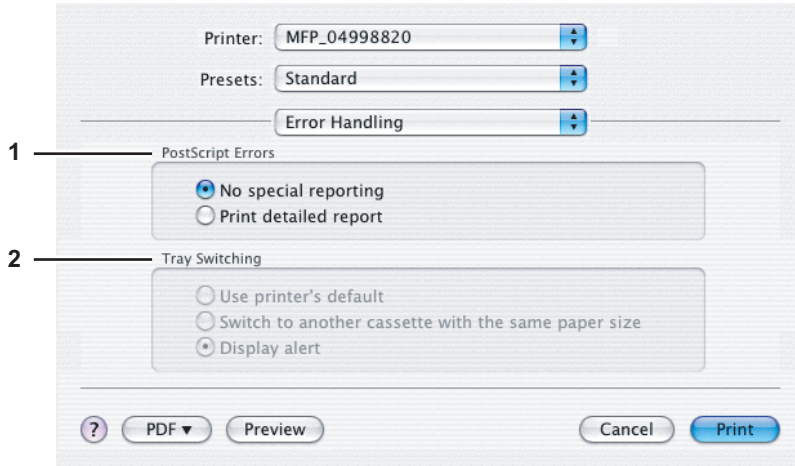 Printer: MFP_04998820
Presets: Standard
Error Handling
1 PostScript Errors
No special reporting
Print detailed report
2 Tray Switching
Use printer's default
Switch to another cassette with the same paper size
Display alert
? PDF ▼ Preview Cancel Print